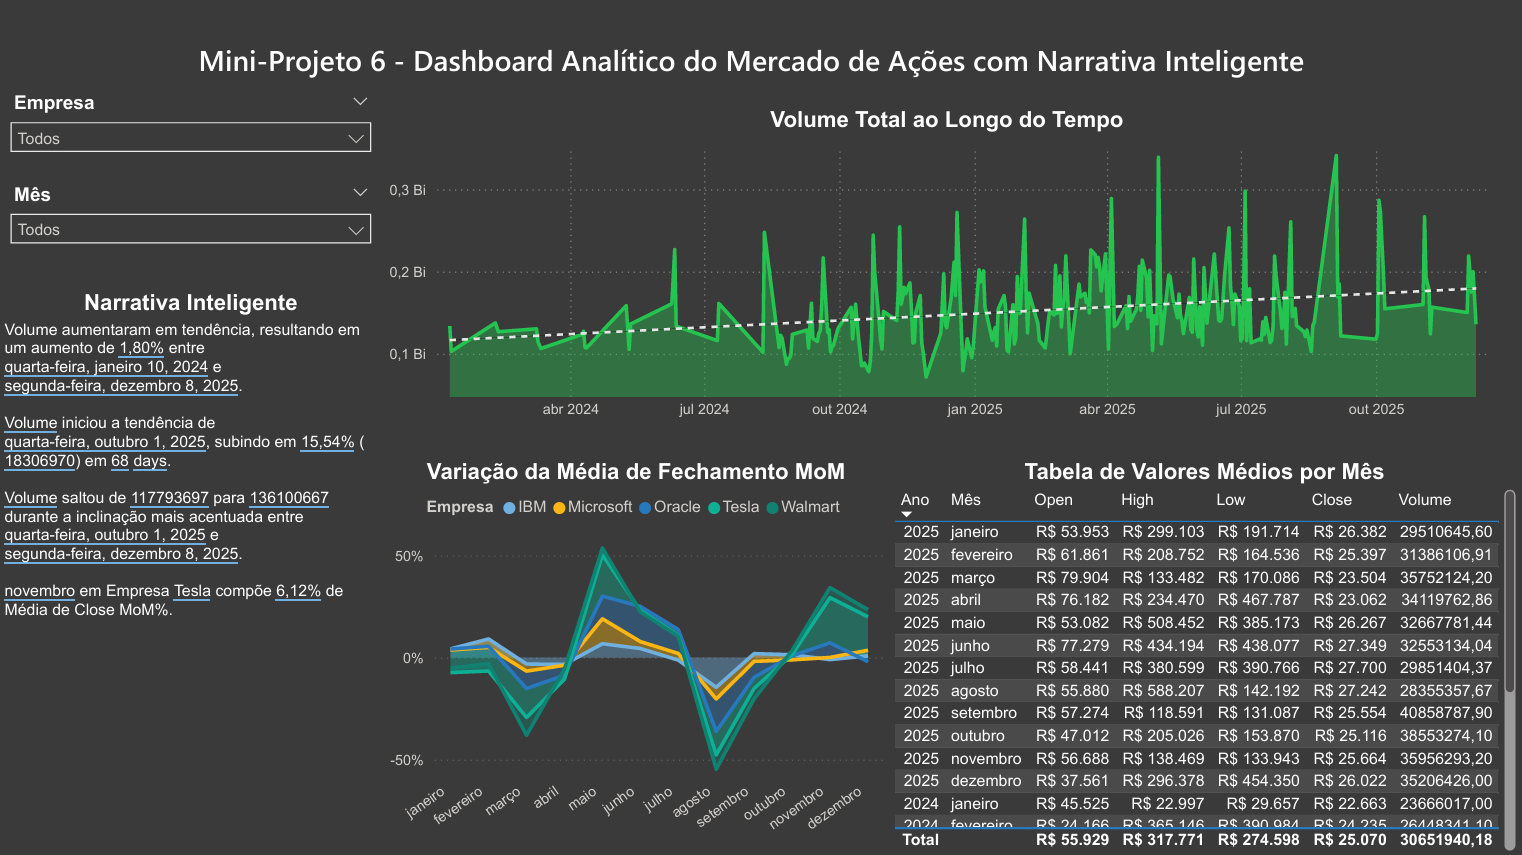 Mini-Projeto 6 - Dashboard Analítico do Mercado de Ações com Narrativa Inteligente
Empresa
Todos
Mês
Todos
Narrativa Inteligente
Volume aumentaram em tendência, resultando em
um aumento de 1,80% entre
quarta-feira, janeiro 10, 2024 e
segunda-feira, dezembro 8, 2025.
Volume iniciou a tendência de
quarta-feira, outubro 1, 2025, subindo em 15,54% (
18306970) em 68 days.
Volume saltou de 117793697 para 136100667
durante a inclinação mais acentuada entre
quarta-feira, outubro 1, 2025 e
segunda-feira, dezembro 8, 2025.
novembro em Empresa Tesla compõe 6,12% de
Média de Close MoM%.
Volume Total ao Longo do Tempo
0,3 Bi
0,2 Bi
0,1 Bi
abr 2024 jul 2024 out 2024 jan 2025 abr 2025 jul 2025 out 2025
Variação da Média de Fechamento MoM
Empresa IBM Microsoft Oracle Tesla Walmart
50%
0%
-50%
janeiro fevereiro março abril maio junho julho agosto setembro outubro novembro dezembro
Tabela de Valores Médios por Mês
Ano Mês Open High Low Close Volume
2025 janeiro R$ 53.953 R$ 299.103 R$ 191.714 R$ 26.382 29510645,60
2025 fevereiro R$ 61.861 R$ 208.752 R$ 164.536 R$ 25.397 31386106,91
2025 março R$ 79.904 R$ 133.482 R$ 170.086 R$ 23.504 35752124,20
2025 abril R$ 76.182 R$ 234.470 R$ 467.787 R$ 23.062 34119762,86
2025 maio R$ 53.082 R$ 508.452 R$ 385.173 R$ 26.267 32667781,44
2025 junho R$ 77.279 R$ 434.194 R$ 438.077 R$ 27.349 32553134,04
2025 julho R$ 58.441 R$ 380.599 R$ 390.766 R$ 27.700 29851404,37
2025 agosto R$ 55.880 R$ 588.207 R$ 142.192 R$ 27.242 28355357,67
2025 setembro R$ 57.274 R$ 118.591 R$ 131.087 R$ 25.554 40858787,90
2025 outubro R$ 47.012 R$ 205.026 R$ 153.870 R$ 25.116 38553274,10
2025 novembro R$ 56.688 R$ 138.469 R$ 133.943 R$ 25.664 35956293,20
2025 dezembro R$ 37.561 R$ 296.378 R$ 454.350 R$ 26.022 35206426,00
2024 janeiro R$ 45.525 R$ 22.997 R$ 29.657 R$ 22.663 23666017,00
2024 fevereiro R$ 24.166 R$ 365.146 R$ 390.984 R$ 24.235 26448341,10
Total R$ 55.929 R$ 317.771 R$ 274.598 R$ 25.070 30651940,18